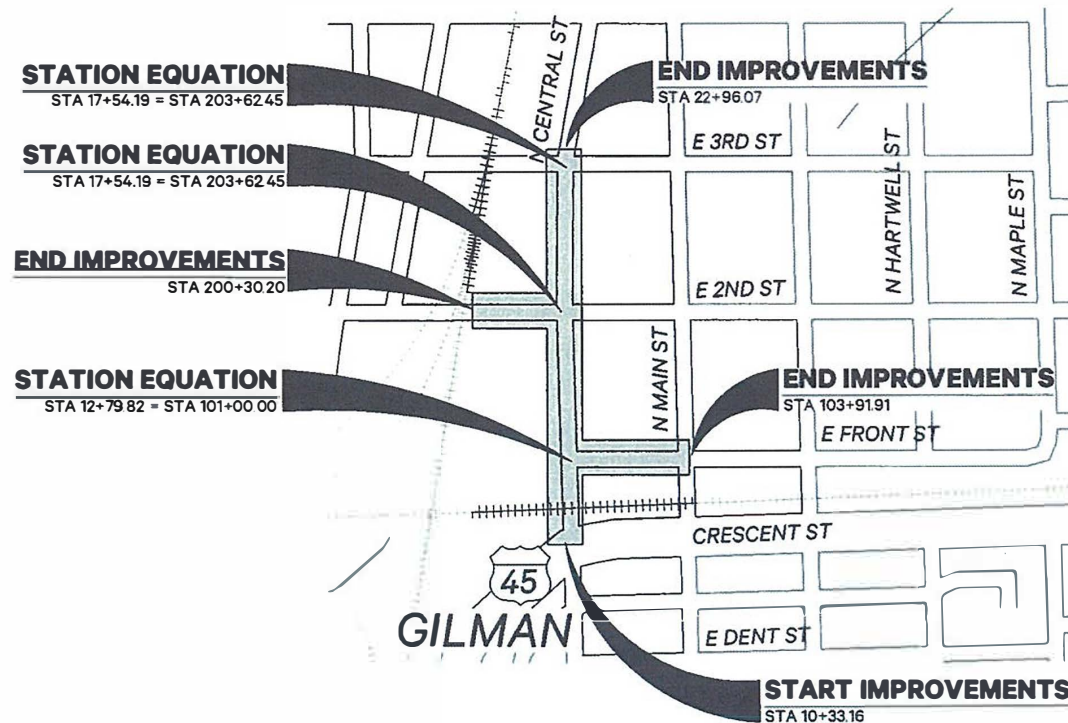 STATION EQUATION
STA 17+54.19 = STA 203+62.45
STATION EQUATION
STA 17+54.19 = STA 203+62.45
END IMPROVEMENTS
STA 200+30.20
STATION EQUATION
STA 12+79.82 = STA 101+00.00
N CENTRAL ST
END IMPROVEMENTS
STA 22+96.07
E 3RD ST
N HARTWELL ST
N MAPLE ST
E 2ND ST
N MAIN ST
END IMPROVEMENTS
STA 103+91.91
E FRONT ST
CRESCENT ST
45
GILMAN
E DENT ST
START IMPROVEMENTS
STA 10+33.16